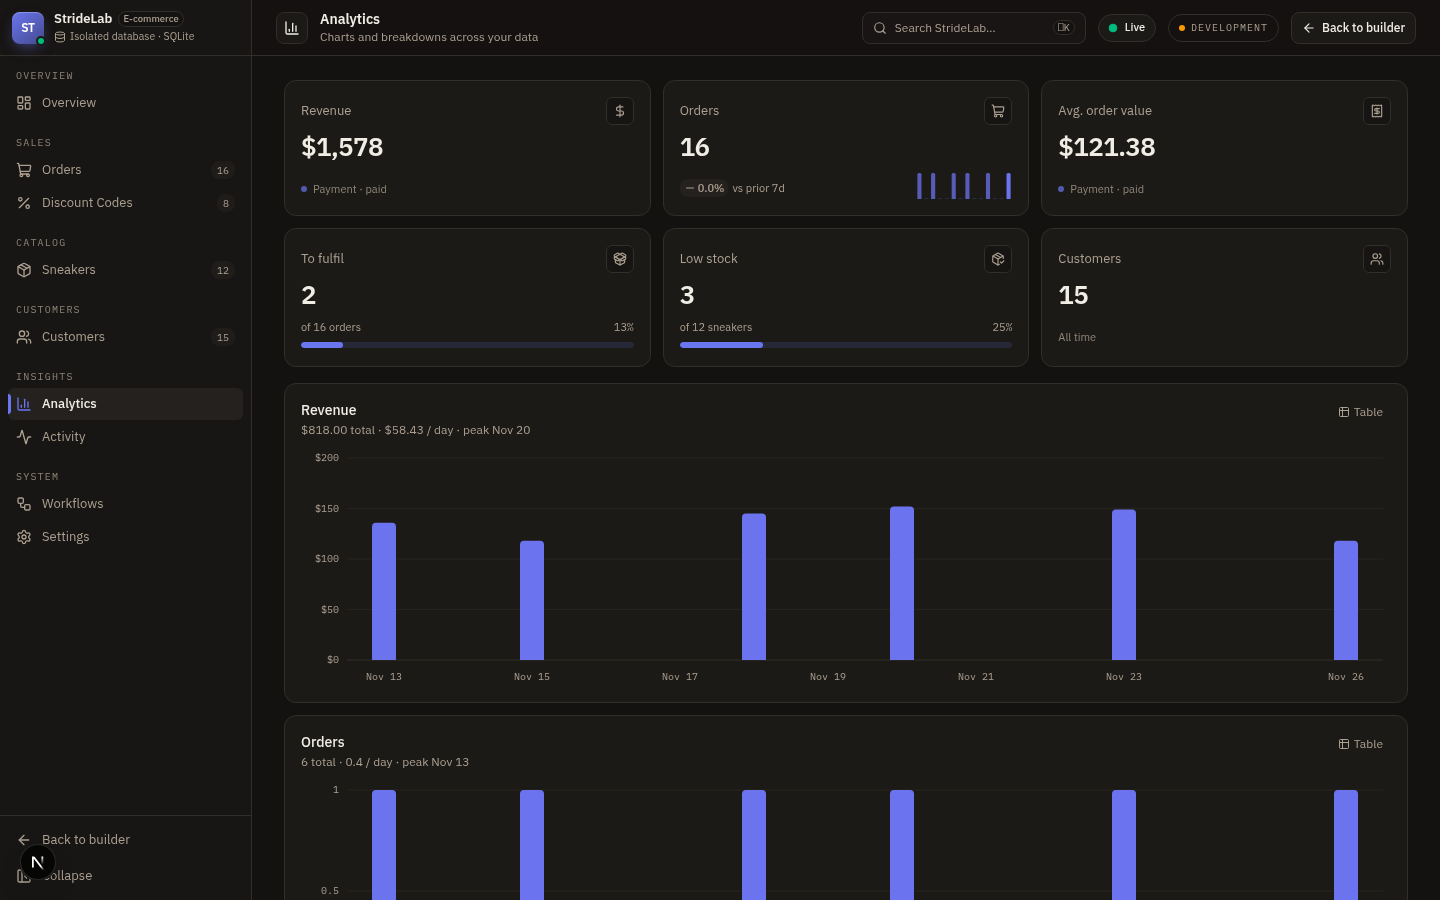 ST
StrideLab E-commerce
Isolated database · SQLite
OVERVIEW
Overview
SALES
Orders 16
Discount Codes 8
CATALOG
Sneakers 12
CUSTOMERS
Customers 15
INSIGHTS
Analytics
Activity
SYSTEM
Workflows
Settings
Back to builder
Analytics
Charts and breakdowns across your data
Search StrideLab... K
Live
DEVELOPMENT
Back to builder
Revenue
$1,578
Payment · paid
Orders
16
— 0.0% vs prior 7d
Avg. order value
$121.38
Payment · paid
To fulfil
2
of 16 orders 13%
Low stock
3
of 12 sneakers 25%
Customers
15
All time
Revenue
$818.00 total · $58.43 / day · peak Nov 20
Table
$200
$150
$100
$50
$0
Nov 13 Nov 15 Nov 17 Nov 19 Nov 21 Nov 23 Nov 26
Orders
6 total · 0.4 / day · peak Nov 13
Table
1
0.5